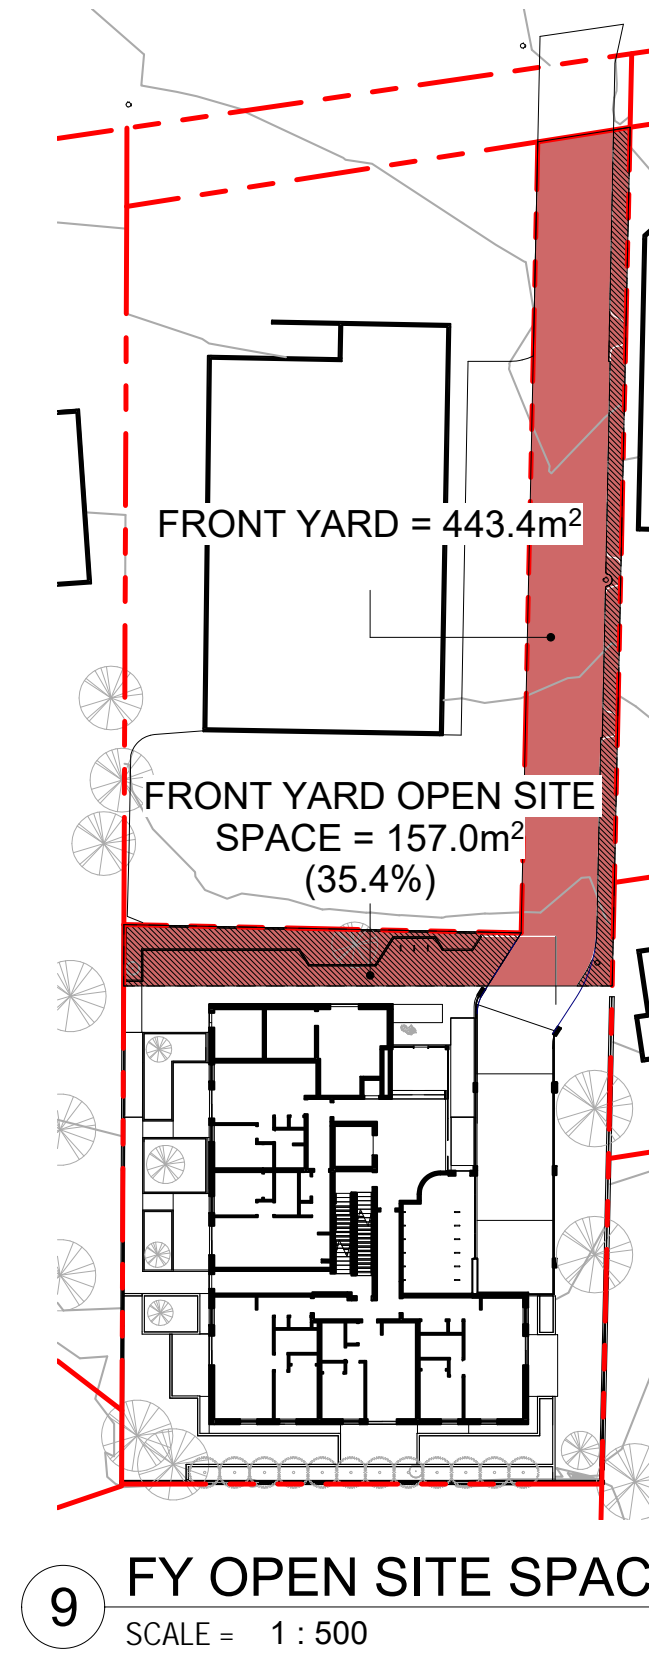 FRONT YARD = 443.4m²
FRONT YARD OPEN SITE
SPACE = 157.0m²
(35.4%)
9
FY OPEN SITE SPAC
SCALE = 1 : 500